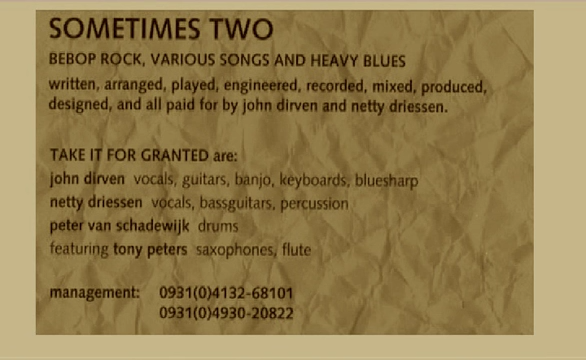 SOMETIMES TWO
BEBOP ROCK, VARIOUS SONGS AND HEAVY BLUES
written, arranged, played, engineered, recorded, mixed, produced,
designed, and all paid for by john dirven and netty driessen.
TAKE IT FOR GRANTED are:
john dirven vocals, guitars, banjo, keyboards, bluesharp
netty driessen vocals, bassguitars, percussion
peter van schadewijk drums
featuring tony peters saxophones, flute
management: 0931(0)4132-68101
0931(0)4930-20822